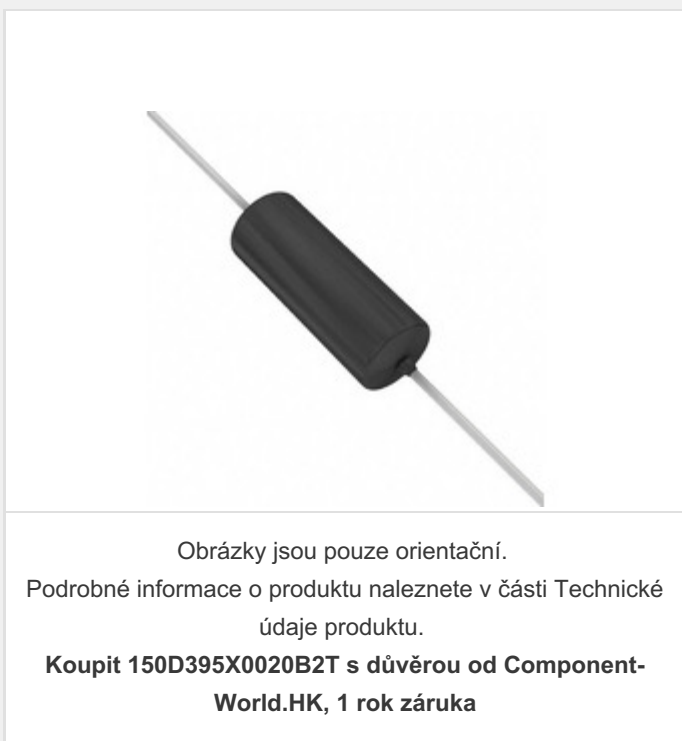 Obrázky jsou pouze orientační.
Podrobné informace o produktu naleznete v části Technické
údaje produktu.
Koupit 150D395X0020B2T s důvěrou od Component-
World.HK, 1 rok záruka